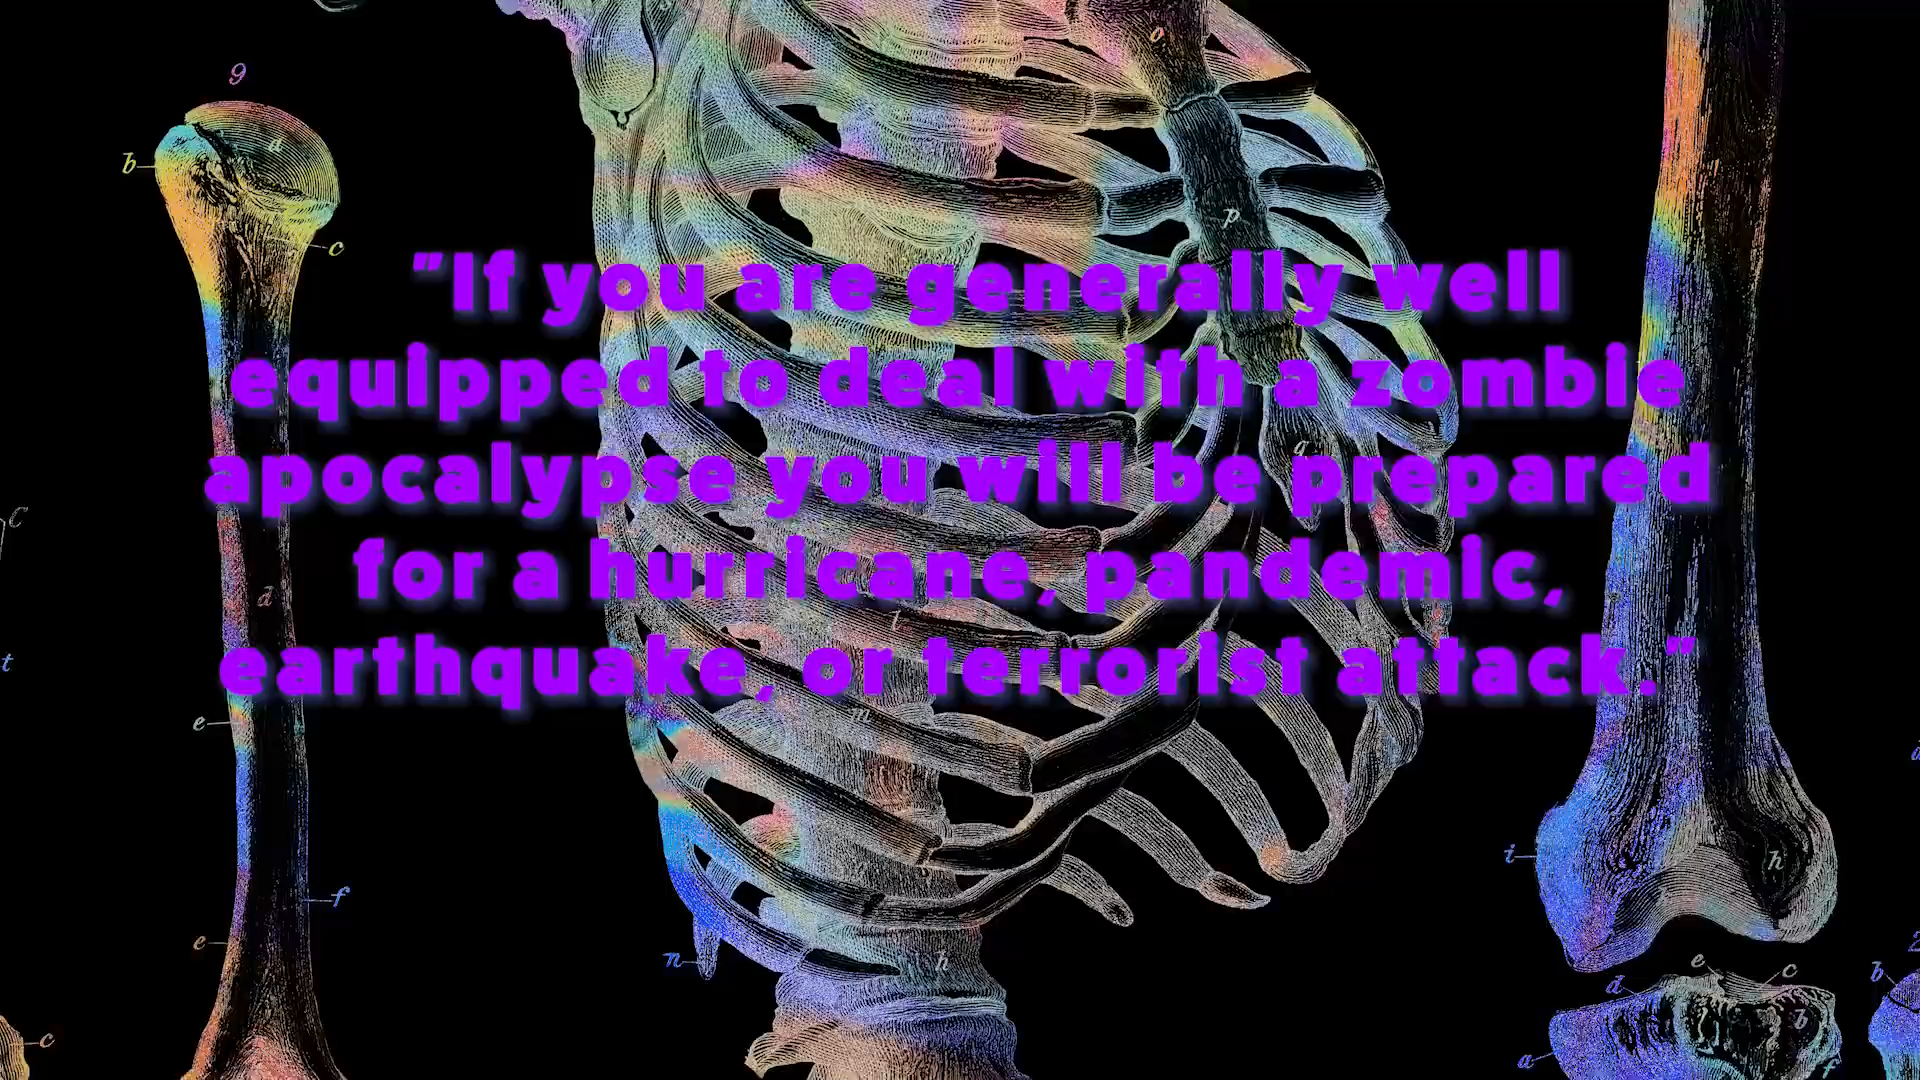 "If you are generally well
equipped to deal with a zombie
apocalypse you will be prepared
for a hurricane, pandemic,
earthquake, or terrorist attack."
9
a
b
c
o
p
q
C
d
t
l
e
m
f
i
h
e
n
h
e
c
d
b
b
c
a
f